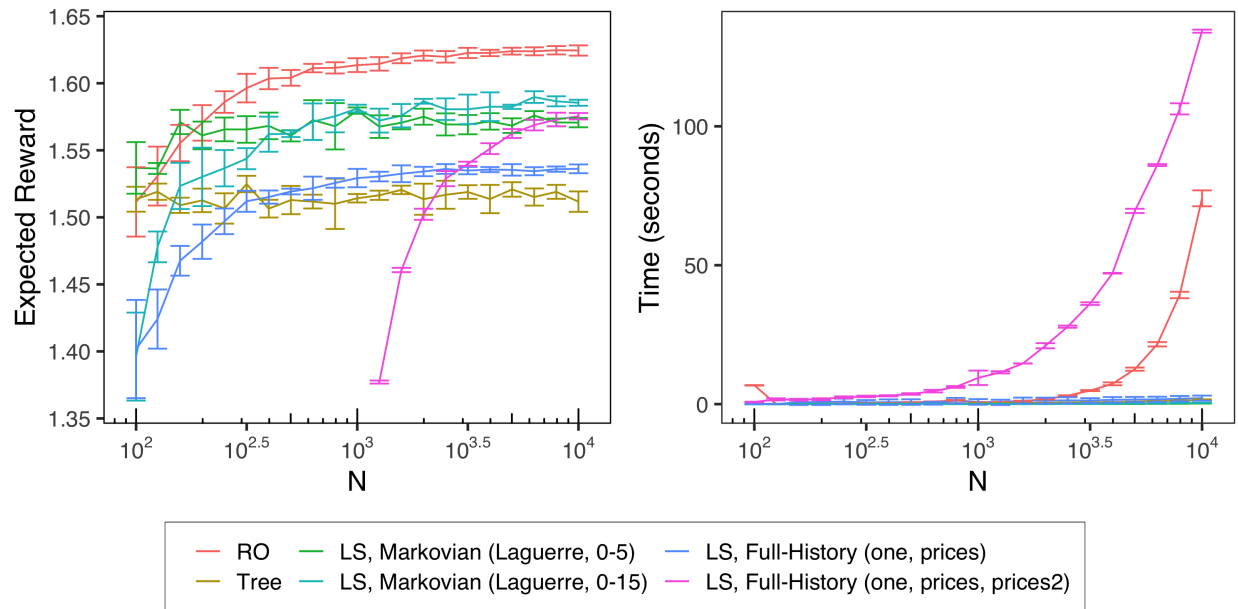 1.65
1.60
1.55
1.50
1.45
1.40
1.35
Expected Reward
10^2
10^2.5
10^3
10^3.5
10^4
N
100
50
0
Time (seconds)
10^2
10^2.5
10^3
10^3.5
10^4
N
RO
LS, Markovian (Laguerre, 0-5)
LS, Full-History (one, prices)
Tree
LS, Markovian (Laguerre, 0-15)
LS, Full-History (one, prices, prices2)